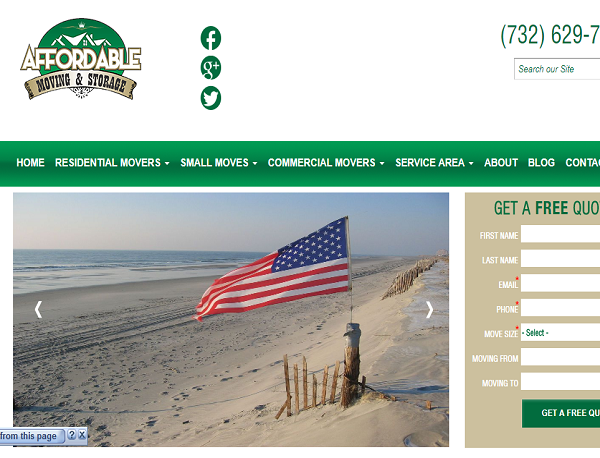 AFFORDABLE
MOVING & STORAGE
(732) 629-7
Search our Site
HOME RESIDENTIAL MOVERS SMALL MOVES COMMERCIAL MOVERS SERVICE AREA ABOUT BLOG CONTA
GET A FREE QUO
FIRST NAME
LAST NAME
EMAIL *
PHONE *
MOVE SIZE * - Select -
MOVING FROM
MOVING TO
GET A FREE QU
from this page ? X